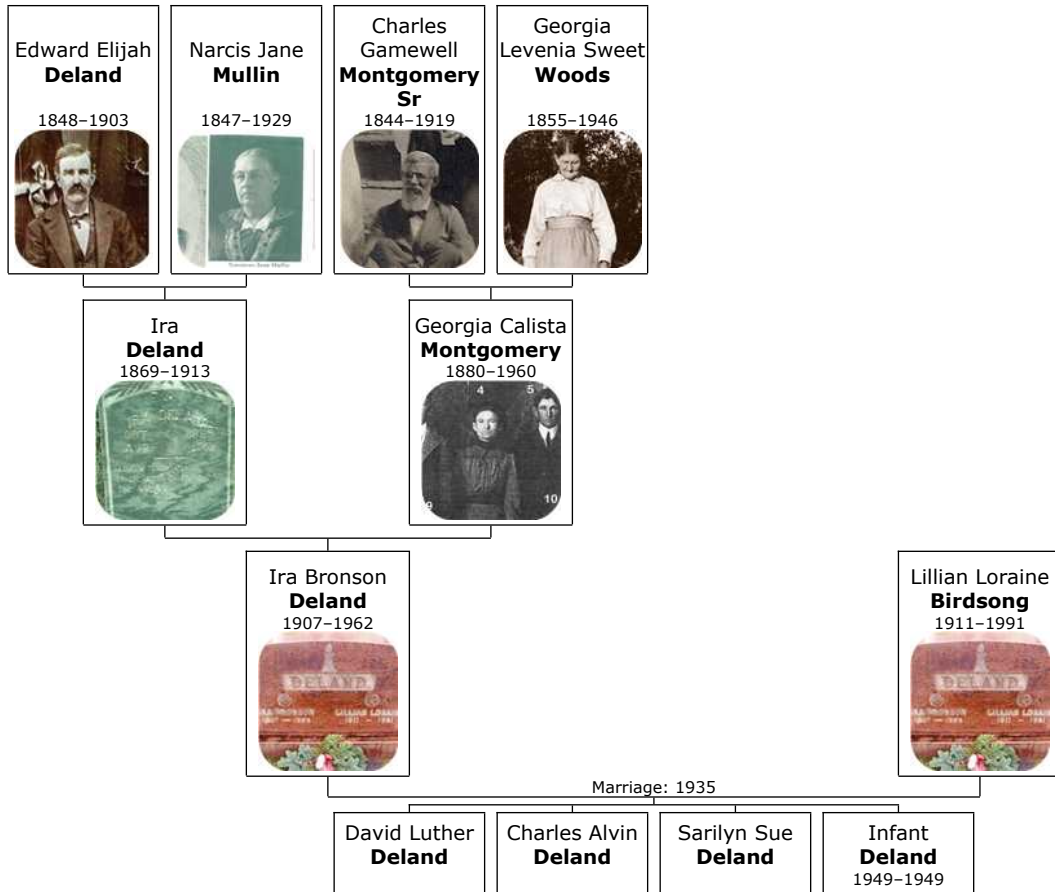 Edward Elijah
Deland
1848–1903
Narcis Jane
Mullin
1847–1929
Charles
Gamewell
Montgomery
Sr
1844–1919
Georgia
Levenia Sweet
Woods
1855–1946
Ira
Deland
1869–1913
Georgia Calista
Montgomery
1880–1960
4
5
9
10
Ira Bronson
Deland
1907–1962
DELAND
Lillian Loraine
Birdsong
1911–1991
DELAND
Marriage: 1935
David Luther
Deland
Charles Alvin
Deland
Sarilyn Sue
Deland
Infant
Deland
1949–1949